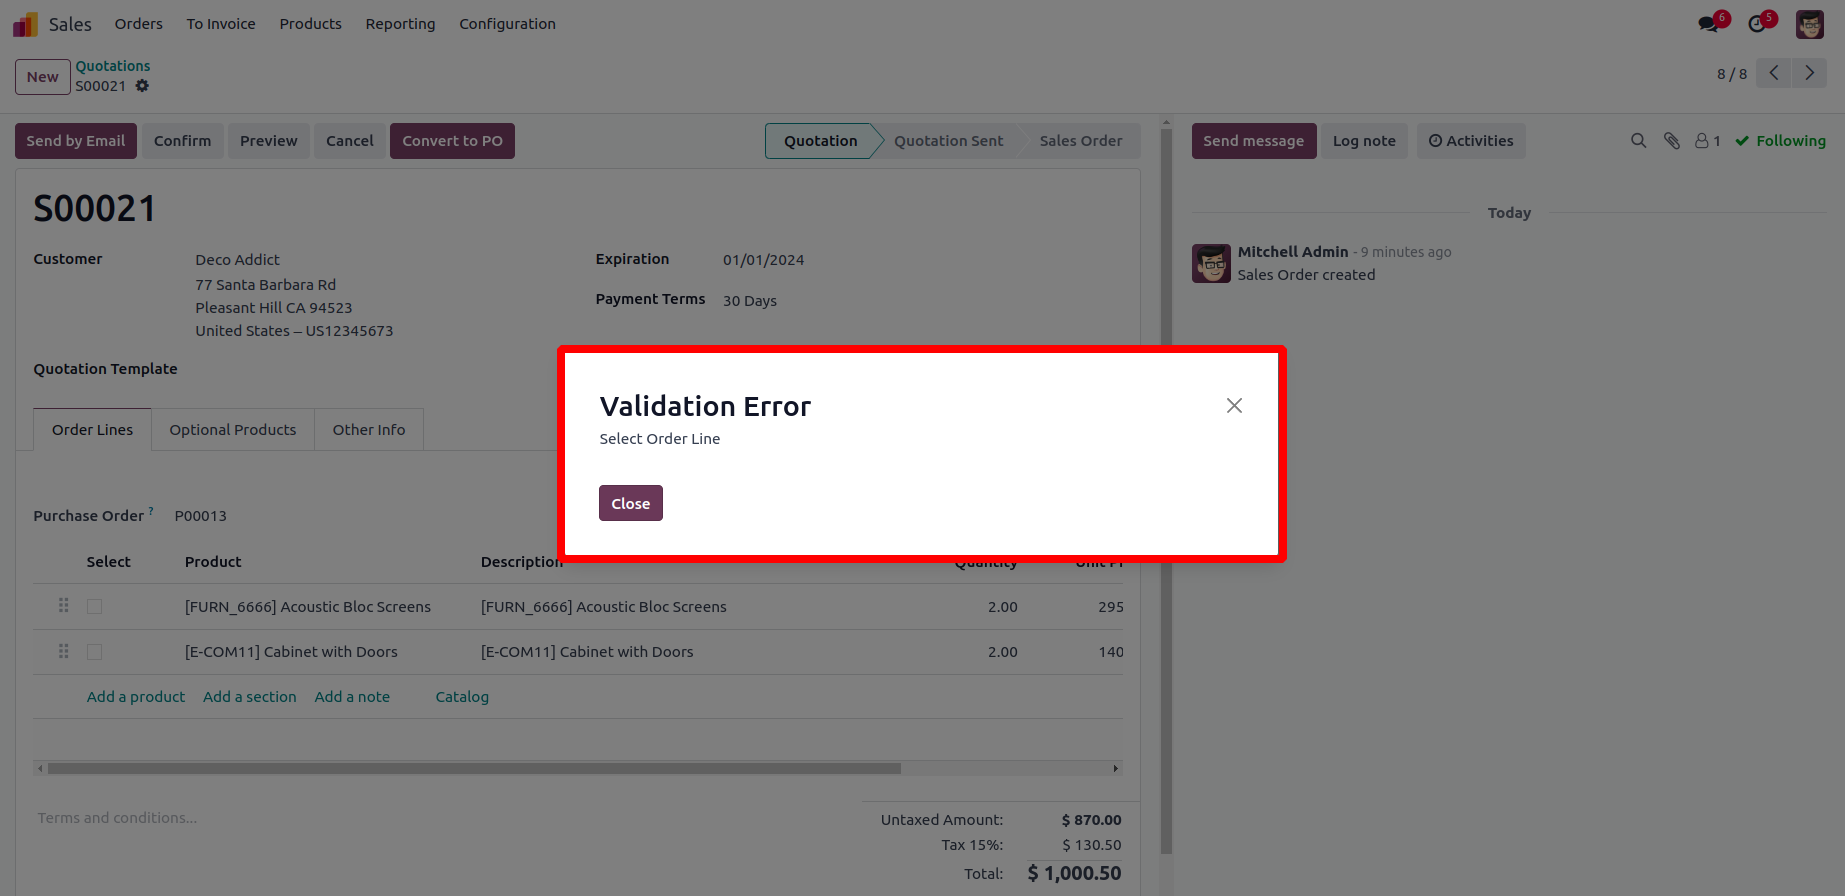 Sales Orders To Invoice Products Reporting Configuration 6 5
New Quotations
S00021
8 / 8
Send by Email Confirm Preview Cancel Convert to PO Quotation Quotation Sent Sales Order
Send message Log note Activities 1 Following
S00021
Today
Customer Deco Addict Expiration 01/01/2024
Mitchell Admin - 9 minutes ago
Sales Order created
77 Santa Barbara Rd
Pleasant Hill CA 94523 Payment Terms 30 Days
United States – US12345673
Quotation Template
Validation Error
Select Order Line
Close
Order Lines Optional Products Other Info
Purchase Order ? P00013
Select Product Description Quantity
[FURN_6666] Acoustic Bloc Screens [FURN_6666] Acoustic Bloc Screens 2.00 295
[E-COM11] Cabinet with Doors [E-COM11] Cabinet with Doors 2.00 140
Add a product Add a section Add a note Catalog
Terms and conditions...
Untaxed Amount: $ 870.00
Tax 15%: $ 130.50
Total: $ 1,000.50